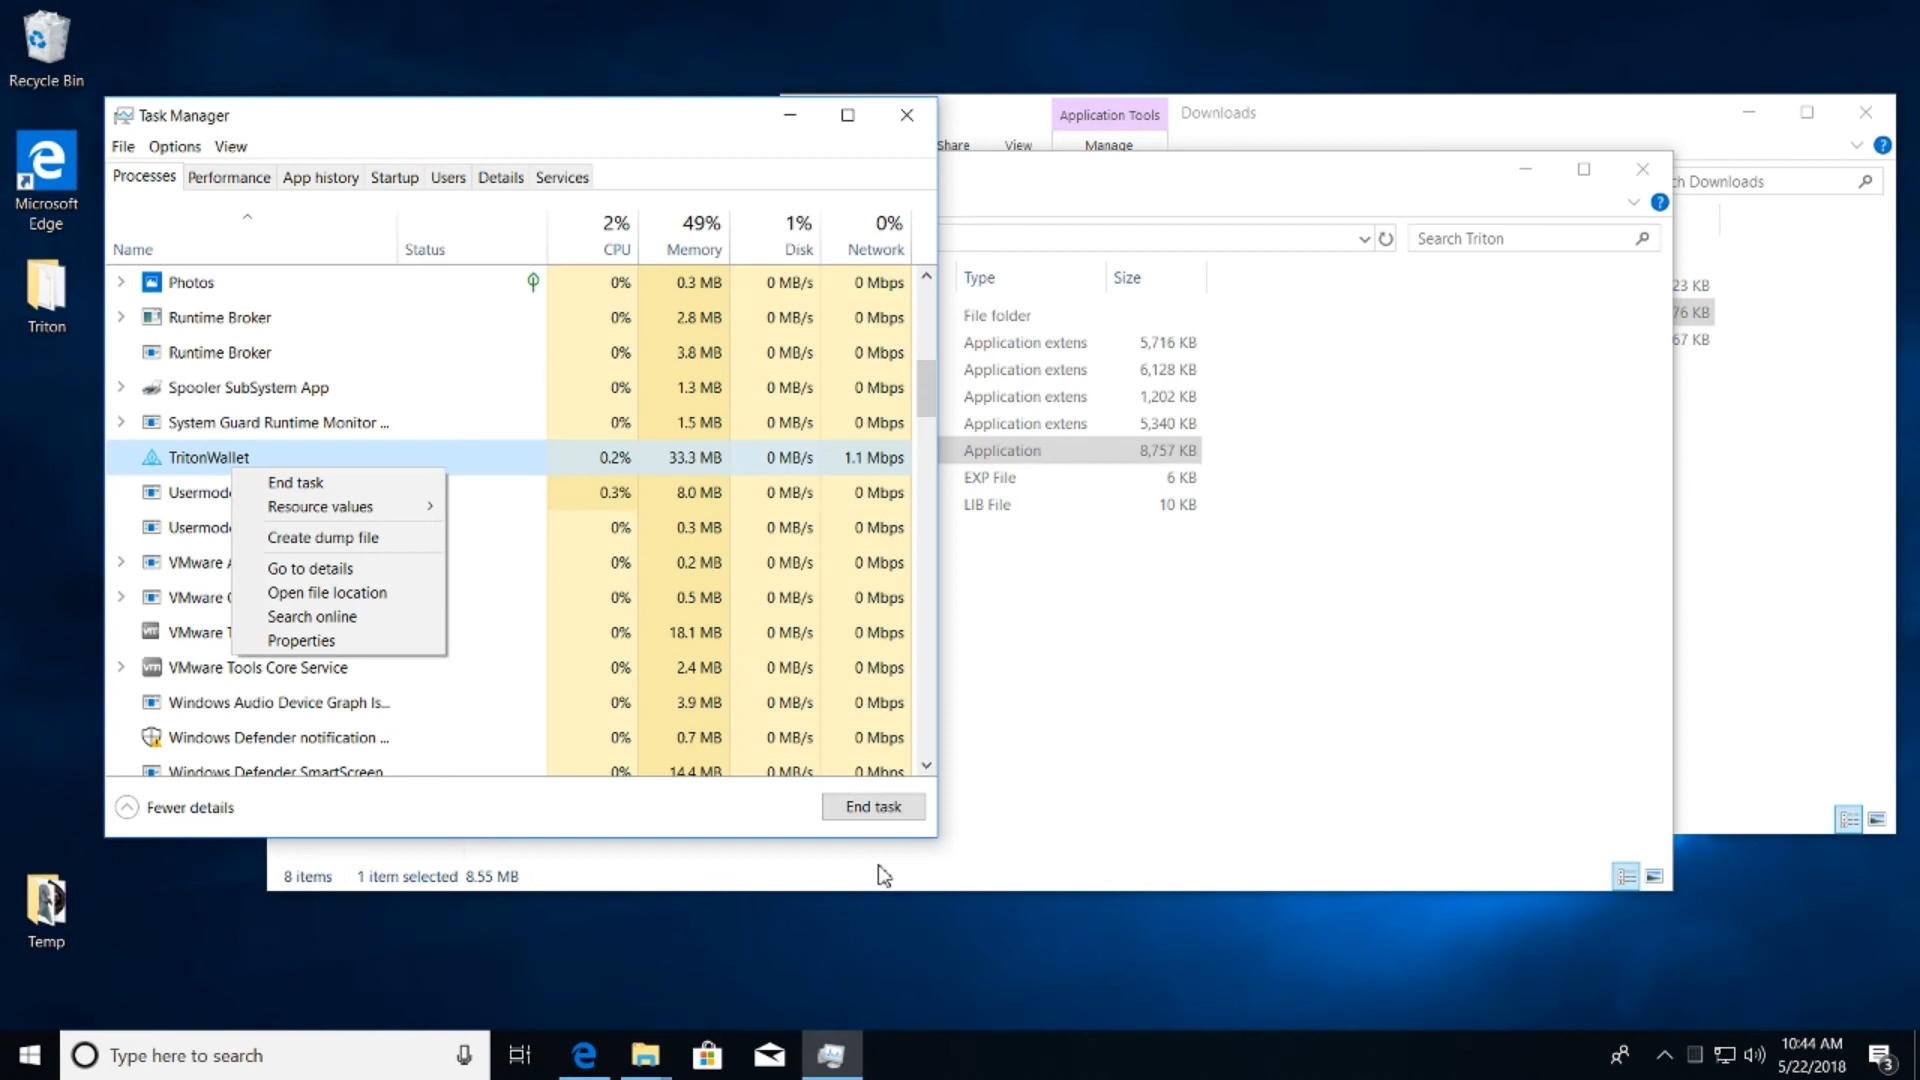 Recycle Bin
Microsoft
Edge
Triton
Temp
Task Manager
File Options View
Processes Performance App history Startup Users Details Services
2% 49% 1% 0%
Name Status CPU Memory Disk Network
Photos 0% 0.3 MB 0 MB/s 0 Mbps
Runtime Broker 0% 2.8 MB 0 MB/s 0 Mbps
Runtime Broker 0% 3.8 MB 0 MB/s 0 Mbps
Spooler SubSystem App 0% 1.3 MB 0 MB/s 0 Mbps
System Guard Runtime Monitor ... 0% 1.5 MB 0 MB/s 0 Mbps
TritonWallet 0.2% 33.3 MB 0 MB/s 1.1 Mbps
Usermod 0.3% 8.0 MB 0 MB/s 0 Mbps
Usermod 0% 0.3 MB 0 MB/s 0 Mbps
VMware 0% 0.2 MB 0 MB/s 0 Mbps
VMware 0% 0.5 MB 0 MB/s 0 Mbps
vm VMware 0% 18.1 MB 0 MB/s 0 Mbps
vm VMware Tools Core Service 0% 2.4 MB 0 MB/s 0 Mbps
Windows Audio Device Graph Is... 0% 3.9 MB 0 MB/s 0 Mbps
Windows Defender notification ... 0% 0.7 MB 0 MB/s 0 Mbps
Windows Defender SmartScreen 0% 14.4 MB 0 MB/s 0 Mbps
End task
Resource values
Create dump file
Go to details
Open file location
Search online
Properties
Fewer details
End task
Application Tools Downloads
Share View Manage
?
ch Downloads
23 KB
76 KB
67 KB
?
Search Triton
Type Size
File folder
Application extens 5,716 KB
Application extens 6,128 KB
Application extens 1,202 KB
Application extens 5,340 KB
Application 8,757 KB
EXP File 6 KB
LIB File 10 KB
8 items 1 item selected 8.55 MB
Type here to search
10:44 AM
5/22/2018
3